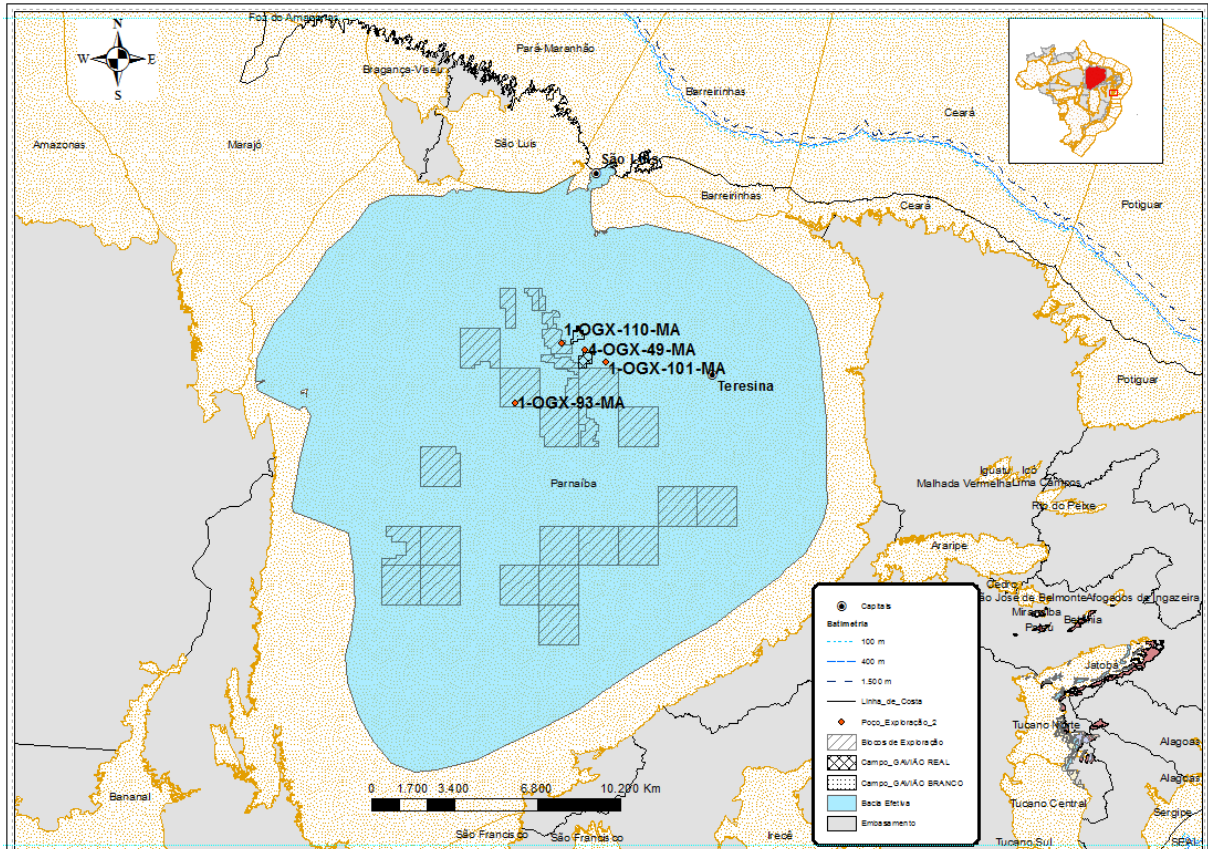 Foz do Amazonas
N
W
E
S
Pará-Maranhão
Bragança-Viseu
Barreirinhas
Ceará
Amazonas
Marajó
São Luis
São Luís
Barreirinhas
Ceará
Potiguar
1-OGX-110-MA
4-OGX-49-MA
1-OGX-101-MA
Teresina
Potiguar
1-OGX-93-MA
Iguatu
Icó
Malhada Vermelha
Lima Campos
Rio do Peixe
Parnaíba
Araripe
Cedro
ão José de Belmonte
Afogados da Ingazeira
Mirandiba
Betânia
Jatobá
Tucano Norte
Alagoas
Alagoas
Bananal
Tucano Central
Sergipe
São Francisco
São Francisco
Irecê
Tucano Sul
SEAL
0
1.700
3.400
6.800
10.200 Km
Captais
Batimetria
100 m
400 m
1.500 m
Linha_de_Costa
Poço_Exploração_2
Blocos de Exploração
Campo_GAVIÃO REAL
Campo_GAVIÃO BRANCO
Bacia Efetiva
Embasamento